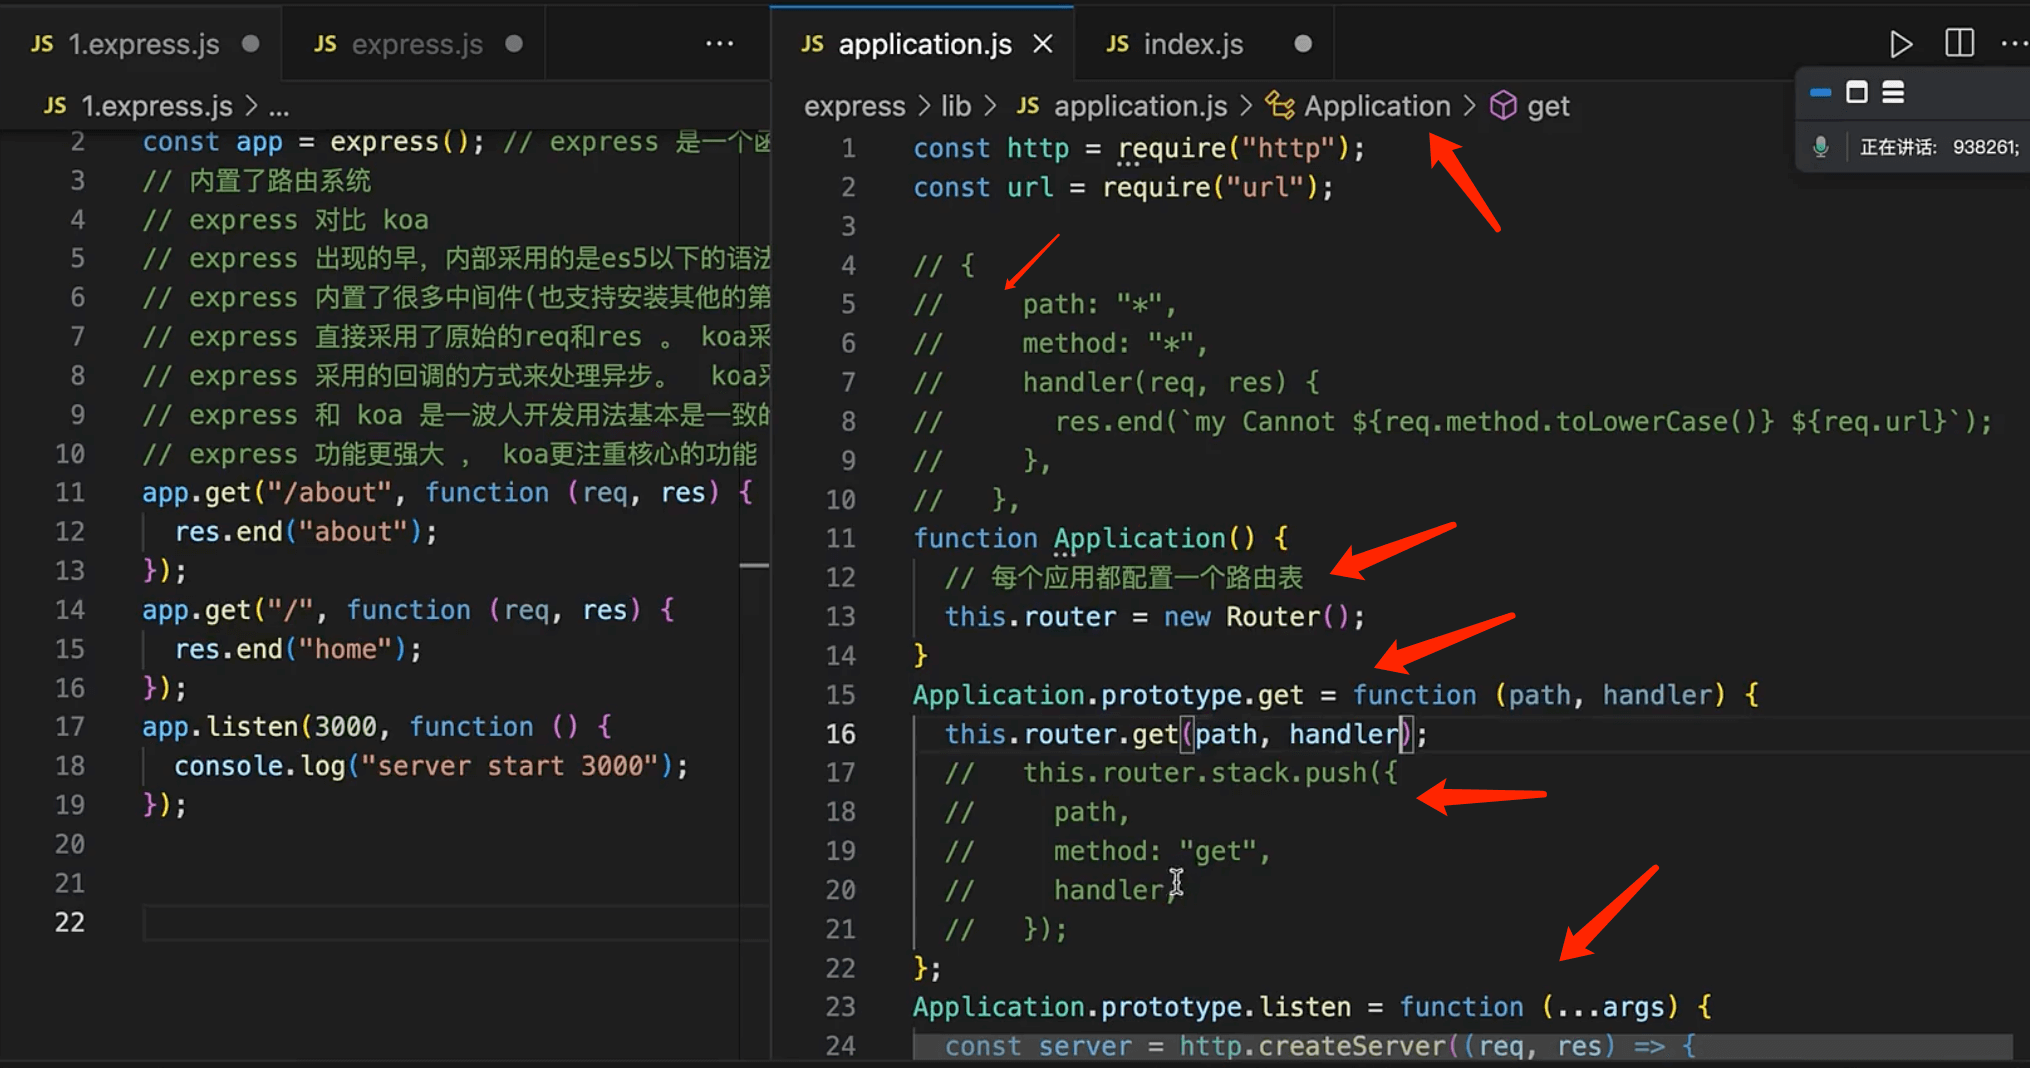 JS 1.express.js
JS express.js
...
JS application.js
JS index.js
...
JS 1.express.js > ...
express > lib > JS application.js > Application > get
正在讲话: 938261;
2 const app = express(); // express 是一个
3 // 内置了路由系统
4 // express 对比 koa
5 // express 出现的早，内部采用的是es5以下的语法
6 // express 内置了很多中间件(也支持安装其他的第
7 // express 直接采用了原始的req和res 。 koa采
8 // express 采用的回调的方式来处理异步。 koa
9 // express 和 koa 是一波人开发用法基本是一致的
10 // express 功能更强大 ， koa更注重核心的功能
11 app.get("/about", function (req, res) {
12 res.end("about");
13 });
14 app.get("/", function (req, res) {
15 res.end("home");
16 });
17 app.listen(3000, function () {
18 console.log("server start 3000");
19 });
20
21
22
1 const http = require("http");
2 const url = require("url");
3
4 // {
5 // path: "*",
6 // method: "*",
7 // handler(req, res) {
8 // res.end(`my Cannot ${req.method.toLowerCase()} ${req.url}`);
9 // },
10 // },
11 function Application() {
12 // 每个应用都配置一个路由表
13 this.router = new Router();
14 }
15 Application.prototype.get = function (path, handler) {
16 this.router.get(path, handler);
17 // this.router.stack.push({
18 // path,
19 // method: "get",
20 // handler,
21 // });
22 };
23 Application.prototype.listen = function (...args) {
24 const server = http.createServer((req, res) => {